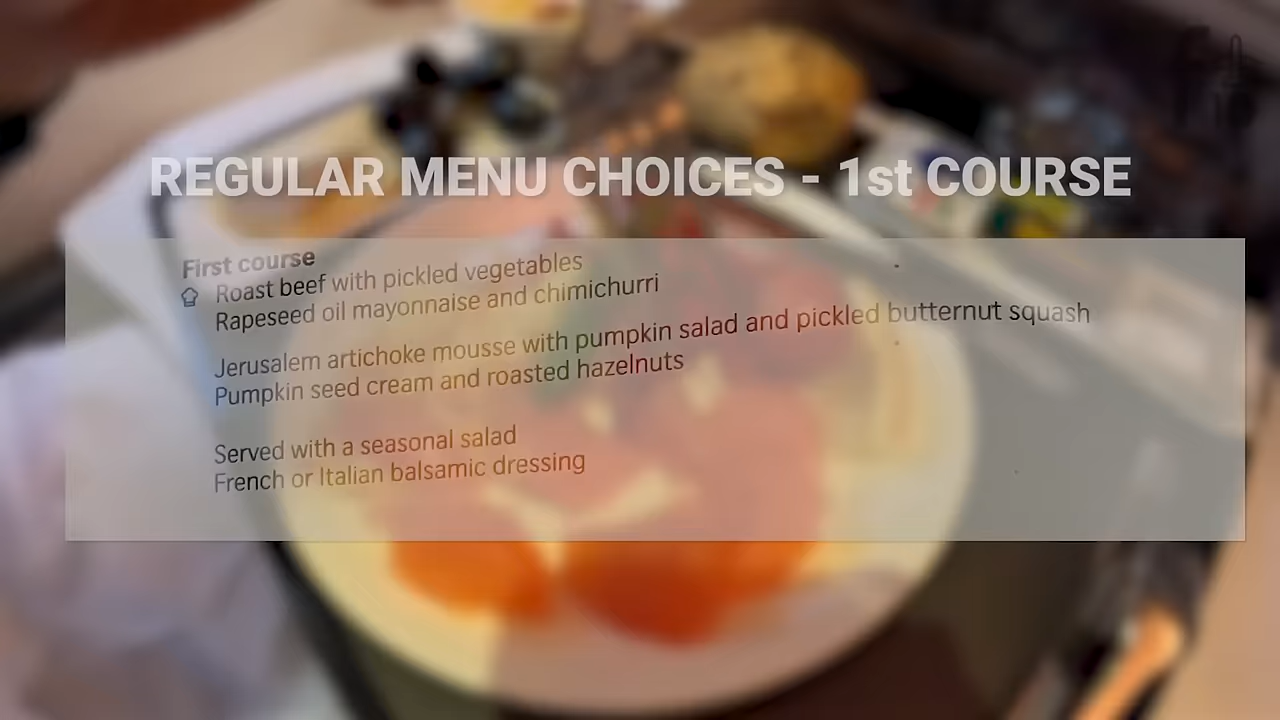 REGULAR MENU CHOICES - 1st COURSE
First course
Roast beef with pickled vegetables
Rapeseed oil mayonnaise and chimichurri
Jerusalem artichoke mousse with pumpkin salad and pickled butternut squash
Pumpkin seed cream and roasted hazelnuts
Served with a seasonal salad
French or Italian balsamic dressing